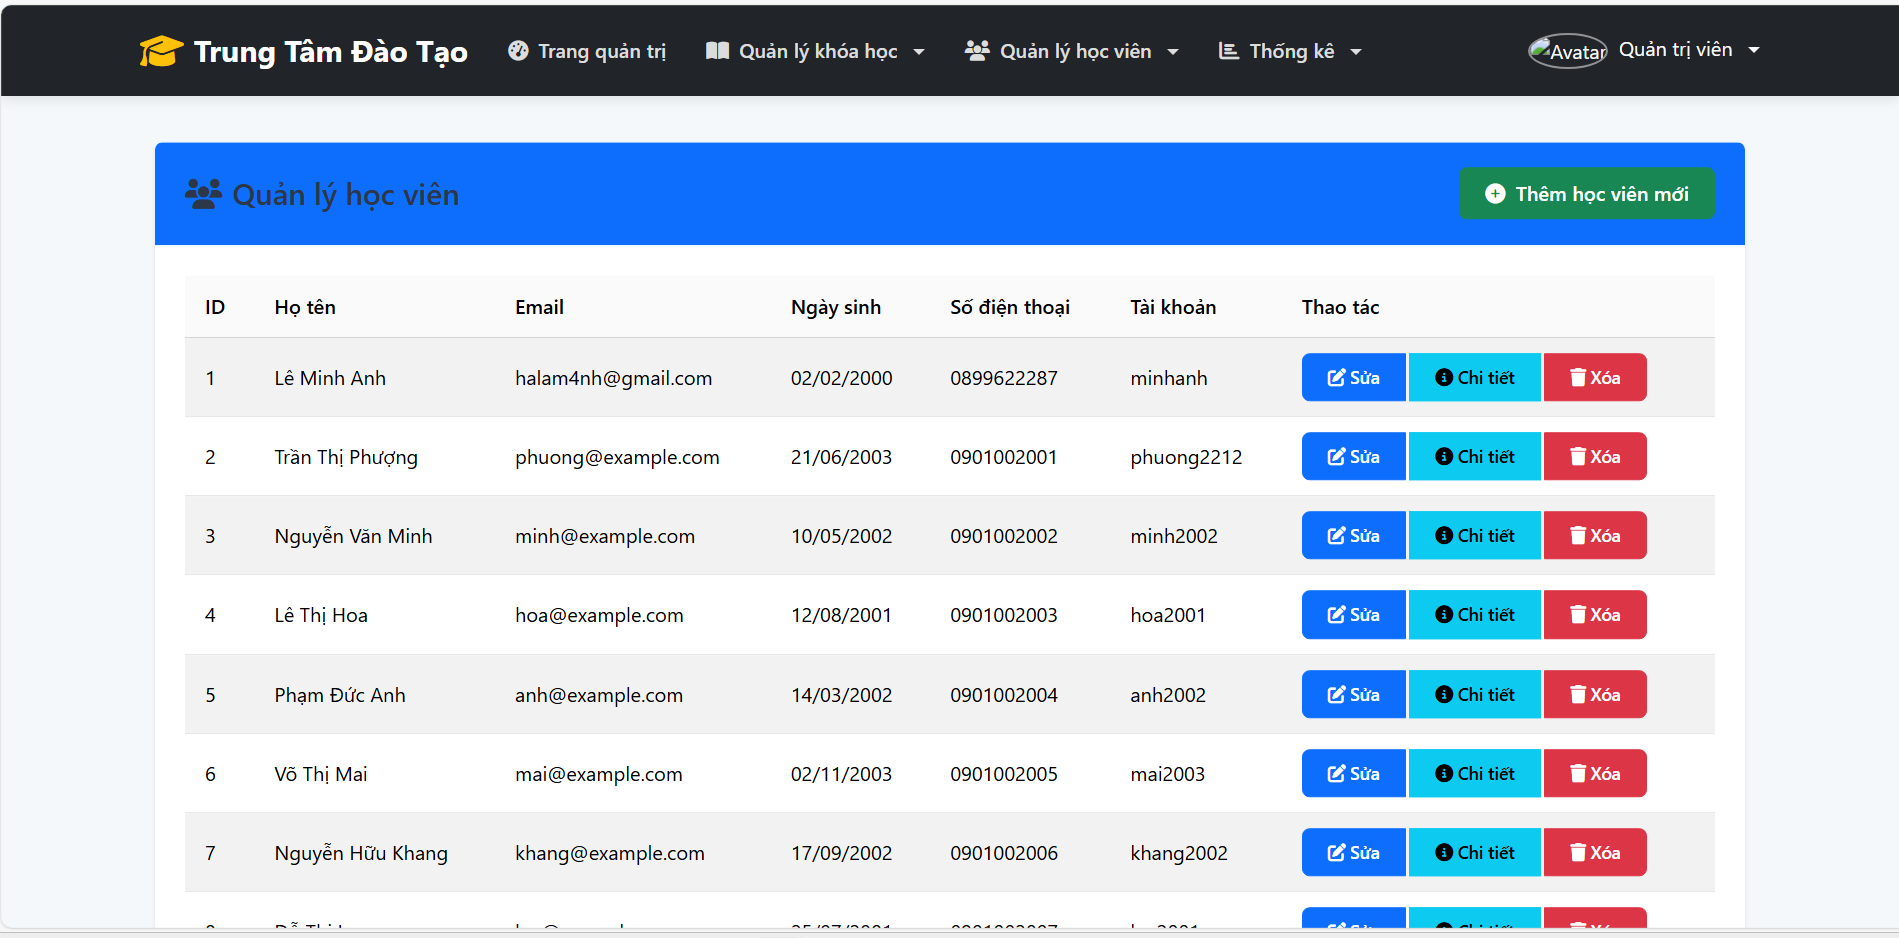 Trung Tâm Đào Tạo Trang quản trị Quản lý khóa học Quản lý học viên Thống kê Avatar Quản trị viên
Quản lý học viên Thêm học viên mới
ID Họ tên Email Ngày sinh Số điện thoại Tài khoản Thao tác
1 Lê Minh Anh halam4nh@gmail.com 02/02/2000 0899622287 minhanh Sửa Chi tiết Xóa
2 Trần Thị Phượng phuong@example.com 21/06/2003 0901002001 phuong2212 Sửa Chi tiết Xóa
3 Nguyễn Văn Minh minh@example.com 10/05/2002 0901002002 minh2002 Sửa Chi tiết Xóa
4 Lê Thị Hoa hoa@example.com 12/08/2001 0901002003 hoa2001 Sửa Chi tiết Xóa
5 Phạm Đức Anh anh@example.com 14/03/2002 0901002004 anh2002 Sửa Chi tiết Xóa
6 Võ Thị Mai mai@example.com 02/11/2003 0901002005 mai2003 Sửa Chi tiết Xóa
7 Nguyễn Hữu Khang khang@example.com 17/09/2002 0901002006 khang2002 Sửa Chi tiết Xóa